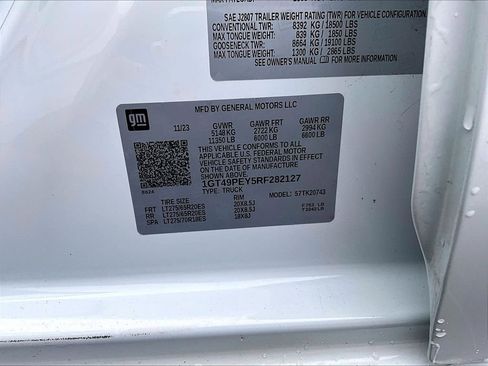 SAE J2807 TRAILER WEIGHT RATING (TWR) FOR VEHICLE CONFIGURATION
CONVENTIONAL TWR: 8392 KG / 18500 LBS
MAX TONGUE WEIGHT: 839 KG / 1850 LBS
GOOSENECK TWR: 8664 KG / 19100 LBS
MAX TONGUE WEIGHT: 1300 KG / 2865 LBS
SEE OWNER'S MANUAL FOR MORE INFORMATION
MFD BY GENERAL MOTORS LLC
gm
11/23 GVWR GAWR FRT GAWR RR
5148 KG 2722 KG 2994 KG
11350 LB 6000 LB 6600 LB
THIS VEHICLE CONFORMS TO ALL
APPLICABLE U.S. FEDERAL MOTOR
VEHICLE SAFETY STANDARDS IN EFFECT
ON THE DATE OF MANUFACTURE
SHOWN ABOVE.
1GT49PEY5RF282127
TYPE: TRUCK MODEL: 57TK20743
TIRE SIZE RIM
FRT LT275/65R20ES 20X8.5J
RR LT275/65R20ES 20X8.5J
SP LT275/70R18ES 18X8J